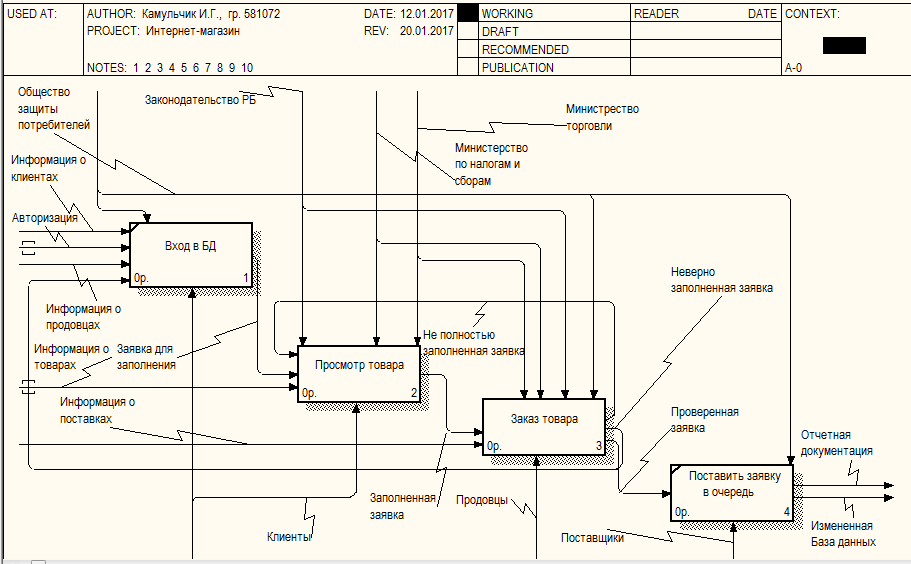 USED AT:
AUTHOR: Камульчик И.Г., гр. 581072
DATE: 12.01.2017
PROJECT: Интернет-магазин
REV: 20.01.2017
NOTES: 1 2 3 4 5 6 7 8 9 10
WORKING
DRAFT
RECOMMENDED
PUBLICATION
READER DATE
CONTEXT:
A-0
Общество
защиты
потребителей
Законодательство РБ
Министрество
торговли
Министерство
по налогам и
сборам
Информация о
клиентах
Авторизация
Вход в БД
0р. 1
Информация о
продовцах
Неверно
заполненная заявка
Информация о
товарах
Заявка для
заполнения
Не полностью
заполненная заявка
Просмотр товара
0р. 2
Информация о
поставках
Заказ товара
0р. 3
Проверенная
заявка
Отчетная
документация
Поставить заявку
в очередь
0р. 4
Заполненная
заявка
Продовцы
Клиенты
Поставщики
Измененная
База данных